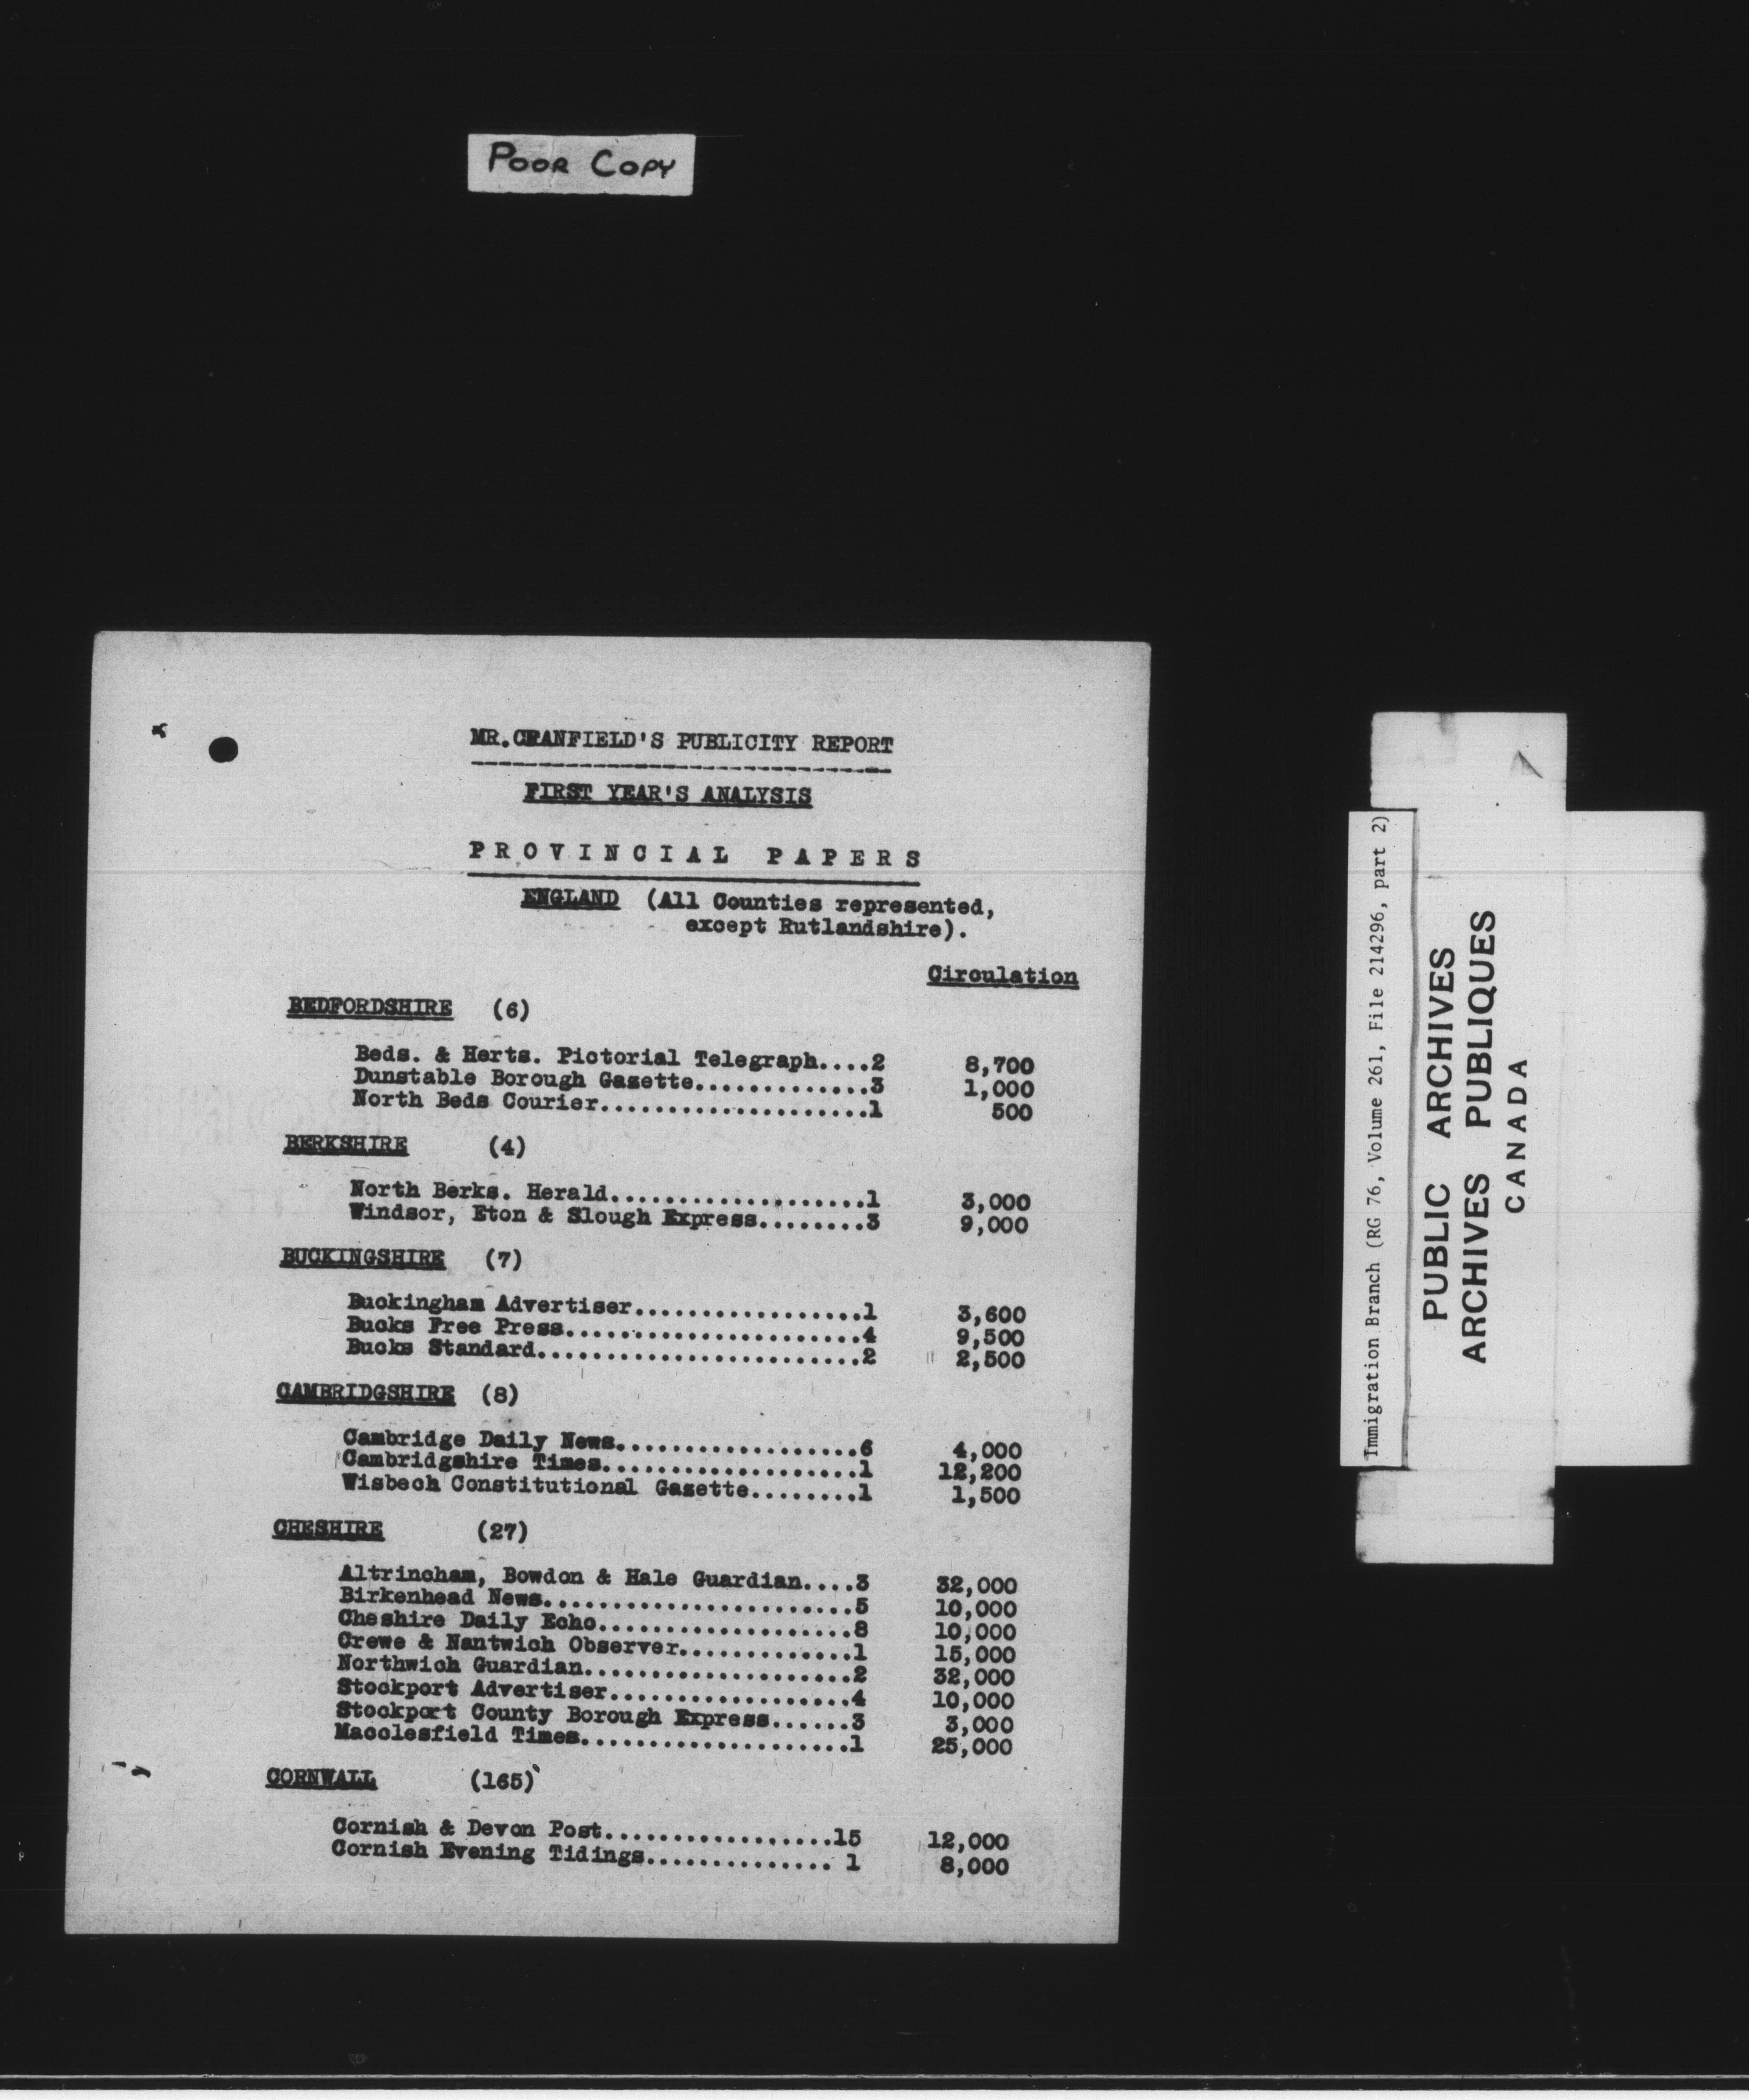 POOR COPY
MR.CRANFIELD'S PUBLICITY REPORT
FIRST YEAR'S ANALYSIS
PROVINCIAL PAPERS
ENGLAND (All Counties represented,
except Rutlandshire).
Circulation
BEDFORDSHIRE (6)
Beds. & Herts. Pictorial Telegraph....2 8,700
Dunstable Borough Gazette.............3 1,000
North Beds Courier....................1 500
BERKSHIRE (4)
North Berks. Herald...................1 3,000
Windsor, Eton & Slough Express........3 9,000
BUCKINGSHIRE (7)
Buckingham Advertiser.................1 3,600
Bucks Free Press......................4 9,500
Bucks Standard........................2 2,500
CAMBRIDGSHIRE (8)
Cambridge Daily News..................6 4,000
Cambridgshire Times...................1 12,200
Wisbech Constitutional Gazette........1 1,500
CHESHIRE (27)
Altrincham, Bowdon & Hale Guardian....3 32,000
Birkenhead News.......................5 10,000
Cheshire Daily Echo...................8 10,000
Crewe & Nantwich Observer.............1 15,000
Northwich Guardian....................2 32,000
Stockport Advertiser..................4 10,000
Stockport County Borough Express......3 3,000
Macclesfield Times....................1 25,000
CORNWALL (165)
Cornish & Devon Post.................15 12,000
Cornish Evening Tidings.............. 1 8,000
Immigration Branch (RG 76, Volume 261, File 214296, part 2)
PUBLIC ARCHIVES
ARCHIVES PUBLIQUES
CANADA